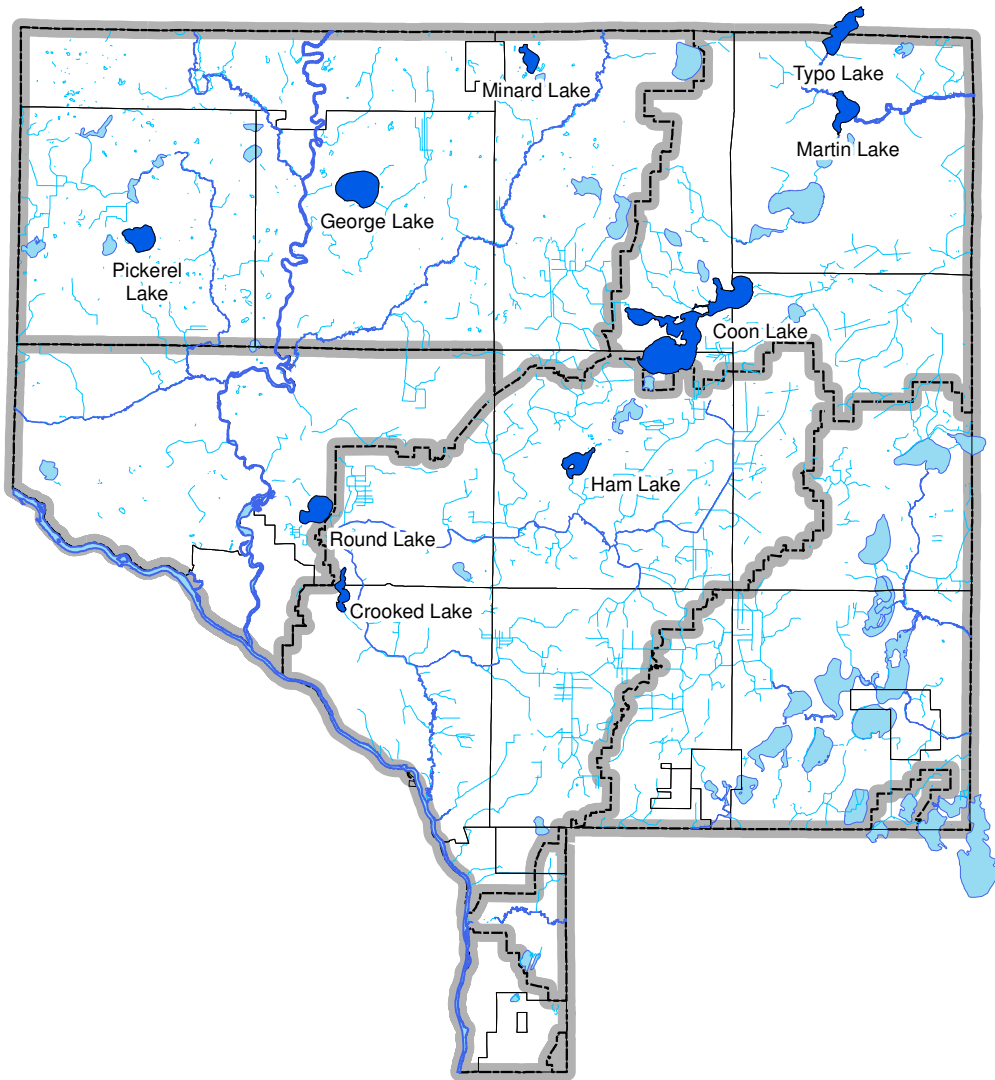 Typo Lake
Minard Lake
Martin Lake
George Lake
Pickerel
Lake
Coon Lake
Ham Lake
Round Lake
Crooked Lake